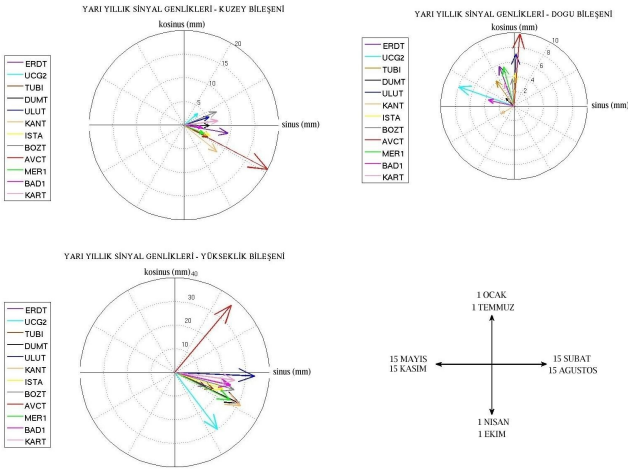 YARI YILLIK SİNYAL GENLİKLERİ - KUZEY BİLEŞENİ
kosinus (mm)
20
15
10
5
sinus (mm)
ERDT
UCG2
TUBI
DUMT
ULUT
KANT
ISTA
BOZT
AVCT
MER1
BAD1
KART
YARI YILLIK SİNYAL GENLİKLERİ - DOGU BİLEŞENİ
kosinus (mm)
10
8
6
4
2
sinus (mm)
ERDT
UCG2
TUBI
DUMT
ULUT
KANT
ISTA
BOZT
AVCT
MER1
BAD1
KART
YARI YILLIK SİNYAL GENLİKLERİ - YÜKSEKLİK BİLEŞENİ
kosinus (mm)
40
30
20
10
sinus (mm)
ERDT
UCG2
TUBI
DUMT
ULUT
KANT
ISTA
BOZT
AVCT
MER1
BAD1
KART
1 OCAK
1 TEMMUZ
15 MAYIS
15 KASIM
15 SUBAT
15 AGUSTOS
1 NISAN
1 EKIM